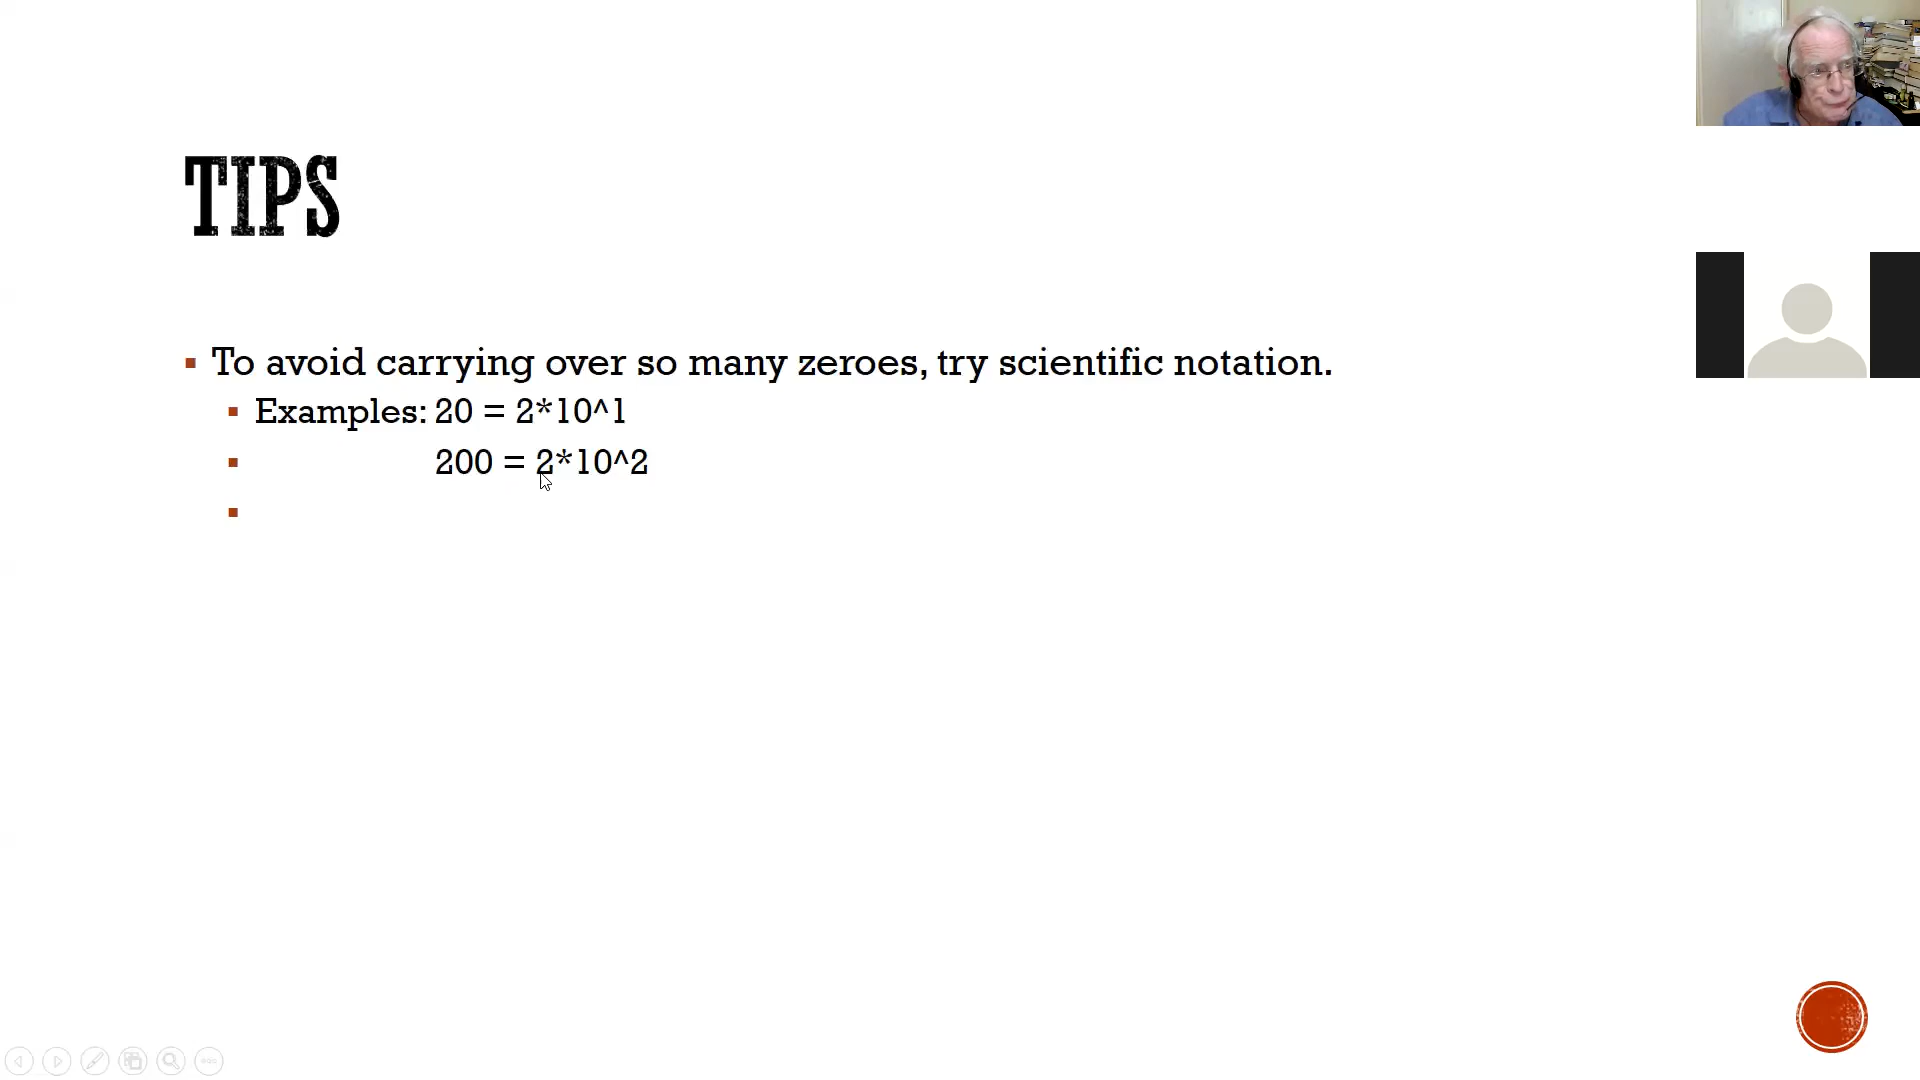 TIPS
To avoid carrying over so many zeroes, try scientific notation.
Examples: 20 = 2*10^1
200 = 2*10^2